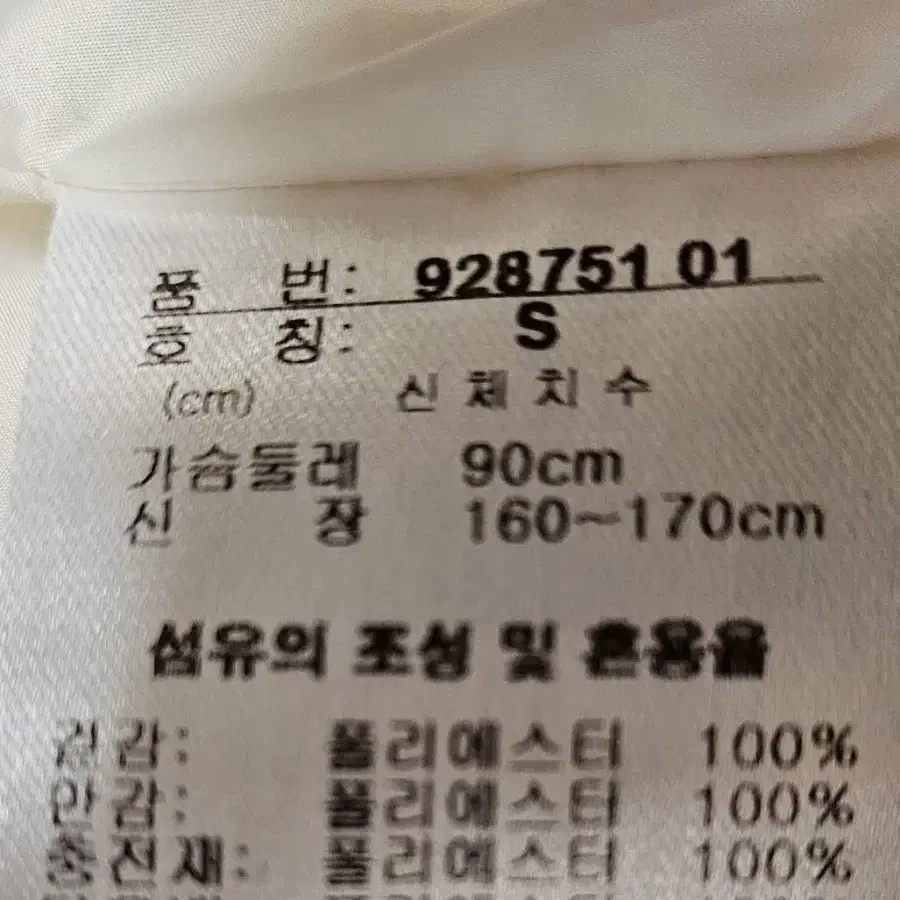 품 번: 928751 01
호 칭: S
(cm) 신 체 치 수
가슴둘레 90cm
신 장 160~170cm
섬유의 조성 및 혼용율
겉감: 폴리에스터 100%
안감: 폴리에스터 100%
충전재: 폴리에스터 100%